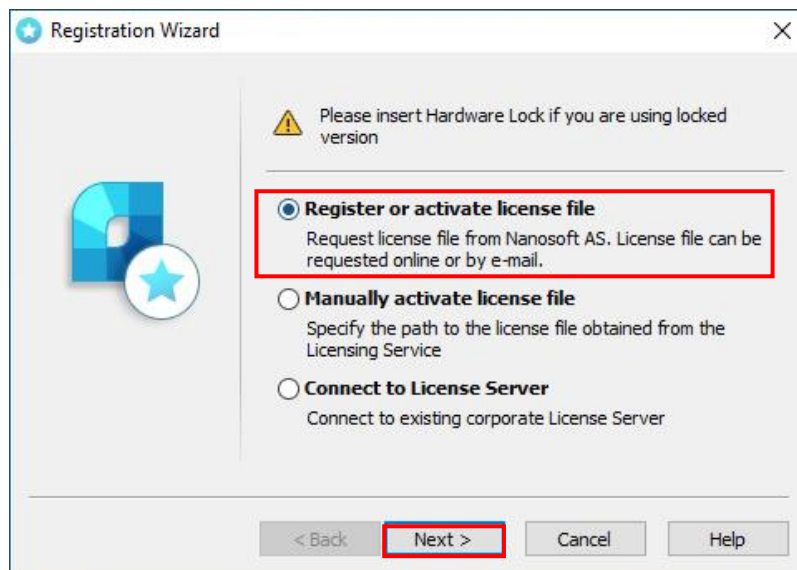 Registration Wizard
Please insert Hardware Lock if you are using locked
version
Register or activate license file
Request license file from Nanosoft AS. License file can be
requested online or by e-mail.
Manually activate license file
Specify the path to the license file obtained from the
Licensing Service
Connect to License Server
Connect to existing corporate License Server
< Back Next > Cancel Help